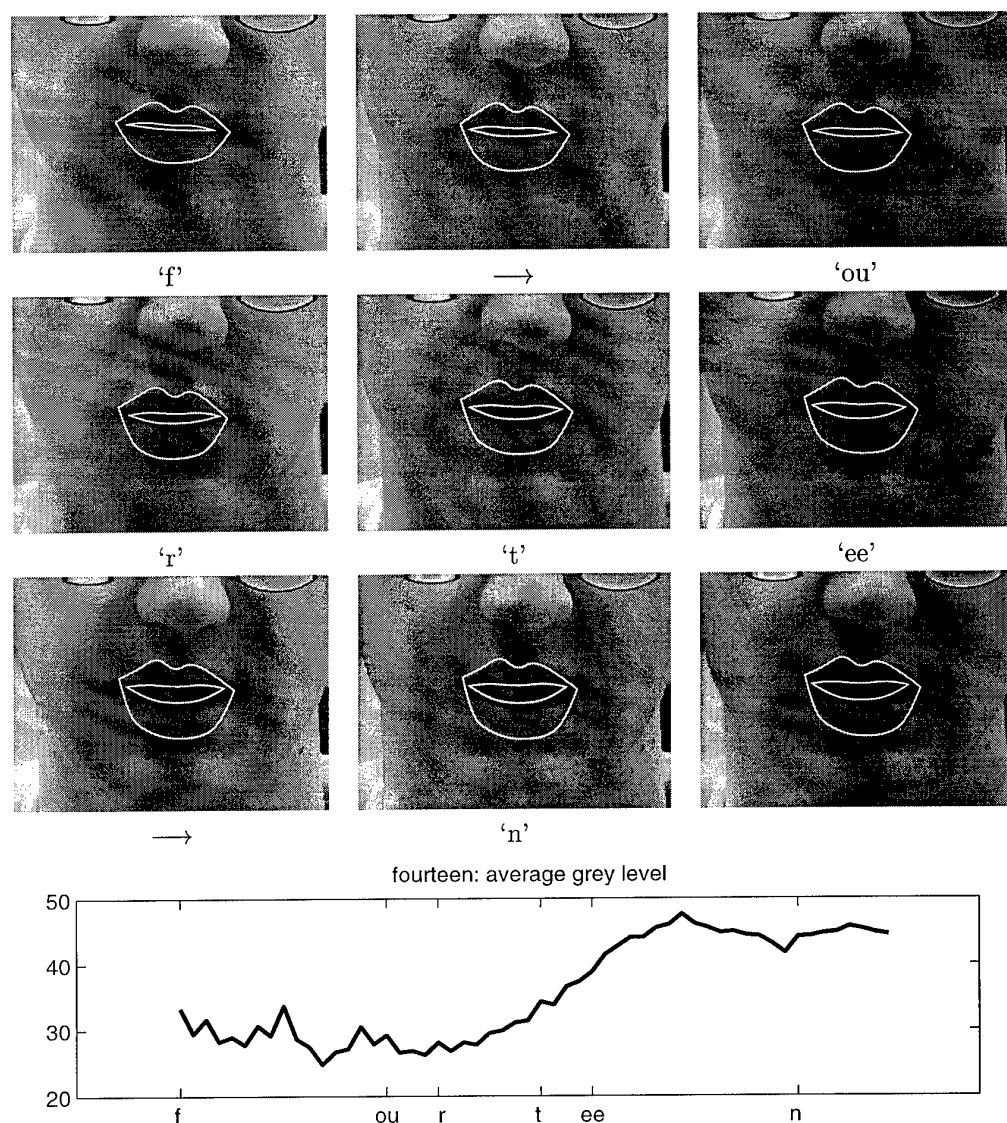 ‘f’ ⟶ ‘ou’
‘r’ ‘t’ ‘ee’
⟶ ‘n’
fourteen: average grey level
50
40
30
20
f ou r t ee n